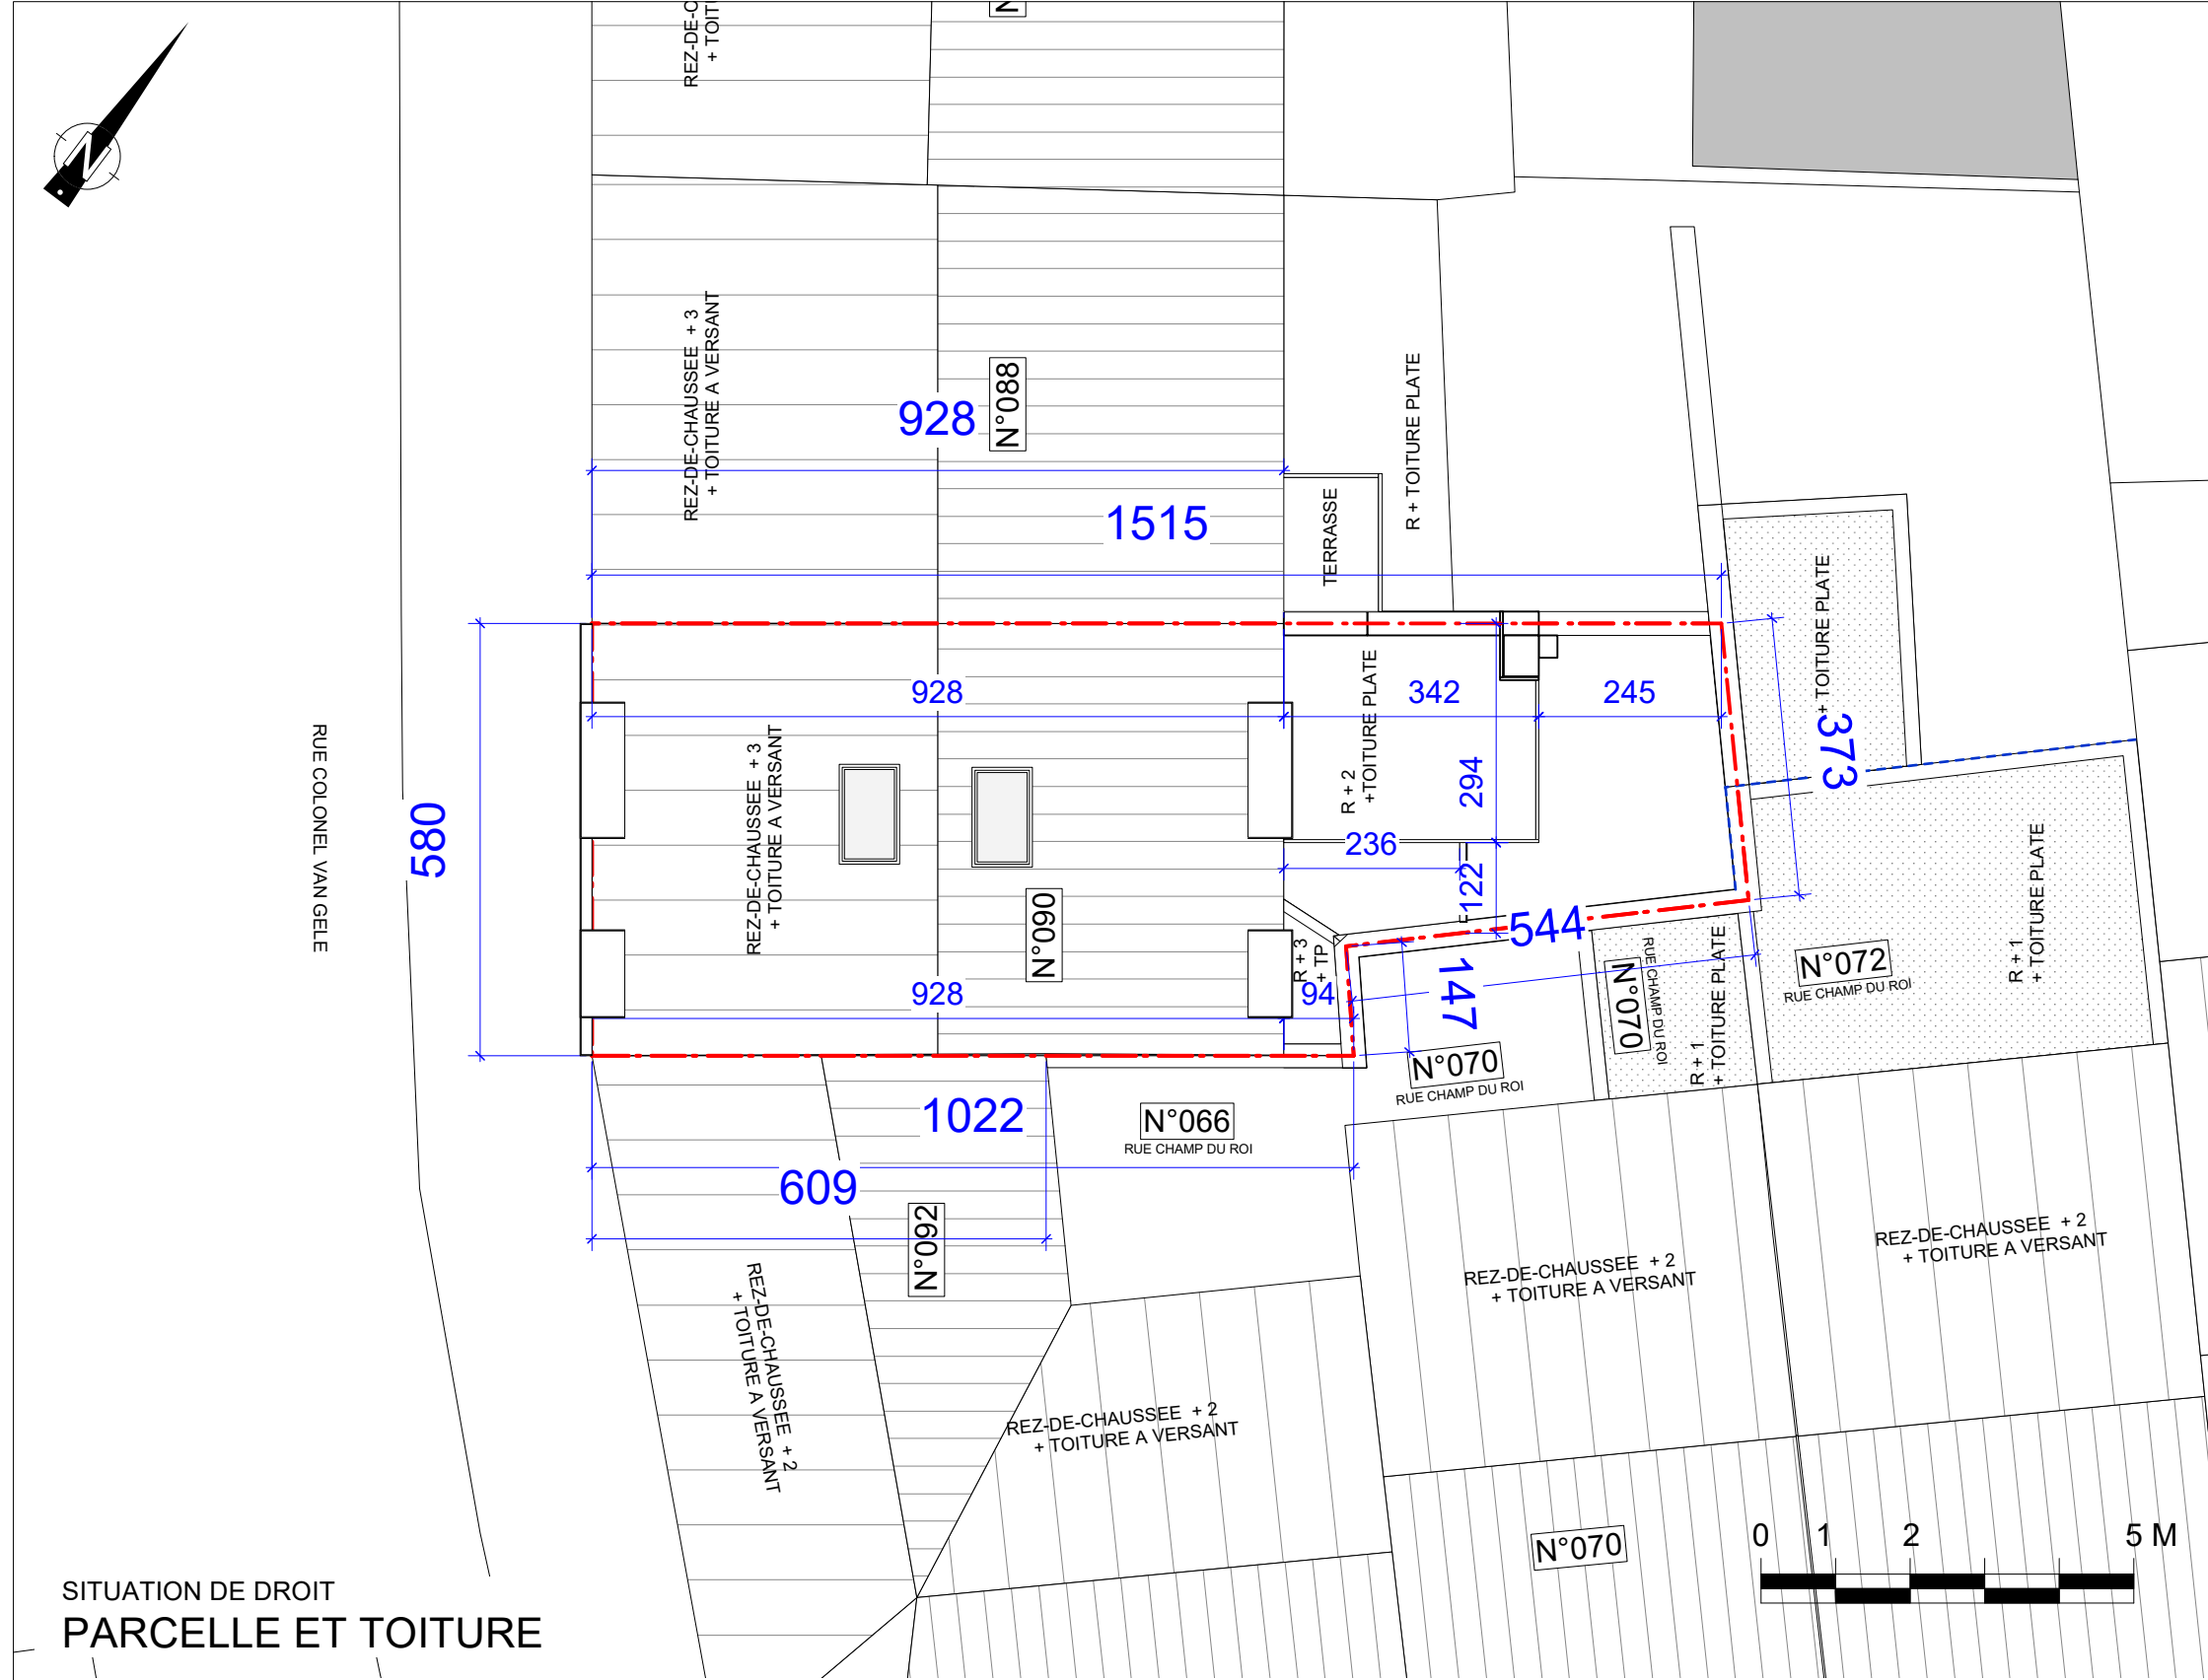 N
REZ-DE-C
+ TOIT
N
REZ-DE-CHAUSSEE + 3
+ TOITURE A VERSANT
928
N°088
1515
TERRASSE
R + TOITURE PLATE
+ TOITURE PLATE
RUE COLONEL VAN GELE
580
928
342
245
373
REZ-DE-CHAUSSEE + 3
+ TOITURE A VERSANT
R + 2
+TOITURE PLATE
294
236
122
N°090
544
R + 3
+ TP
928
94
147
N°070
RUE CHAMP DU ROI
N°070
RUE CHAMP DU ROI
R + 1
+ TOITURE PLATE
N°072
RUE CHAMP DU ROI
R + 1
+ TOITURE PLATE
1022
N°066
RUE CHAMP DU ROI
609
N°092
REZ-DE-CHAUSSEE + 2
+ TOITURE A VERSANT
REZ-DE-CHAUSSEE + 2
+ TOITURE A VERSANT
REZ-DE-CHAUSSEE + 2
+ TOITURE A VERSANT
REZ-DE-CHAUSSEE + 2
+ TOITURE A VERSANT
N°070
0 1 2 5 M
SITUATION DE DROIT
PARCELLE ET TOITURE